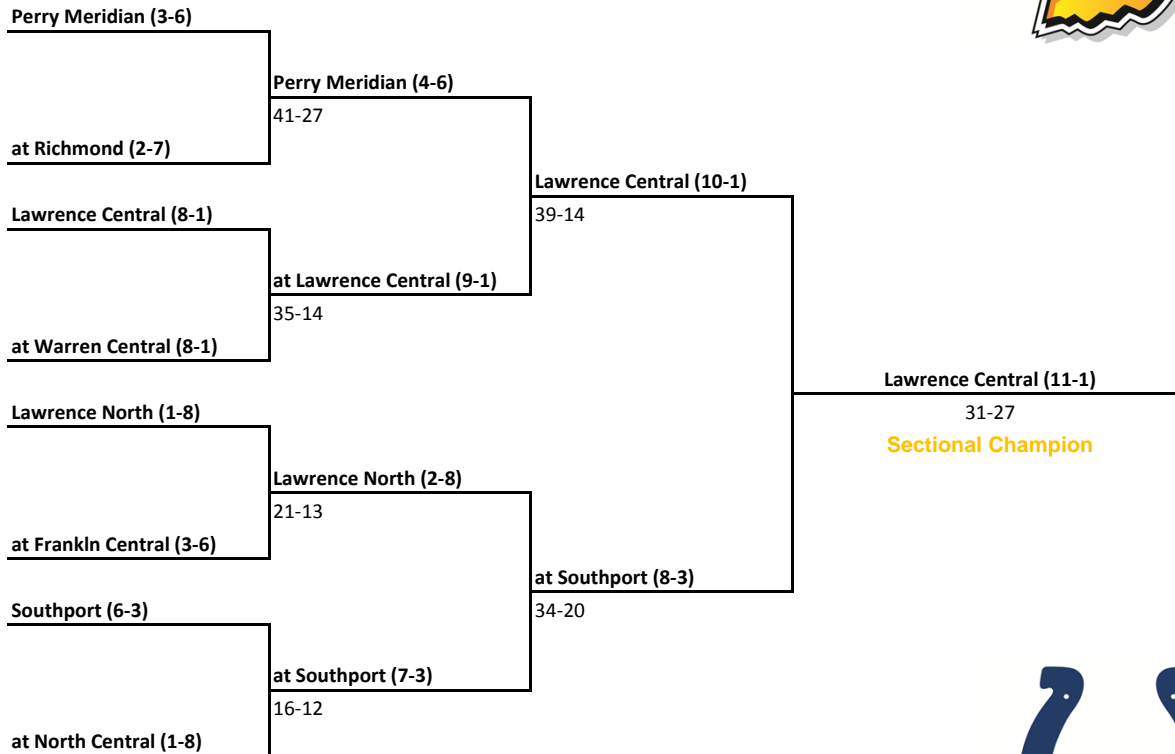 Perry Meridian (3-6)
Perry Meridian (4-6)
41-27
at Richmond (2-7)
Lawrence Central (10-1)
39-14
Lawrence Central (8-1)
at Lawrence Central (9-1)
35-14
at Warren Central (8-1)
Lawrence Central (11-1)
31-27
Sectional Champion
Lawrence North (1-8)
Lawrence North (2-8)
21-13
at Frankln Central (3-6)
at Southport (8-3)
34-20
Southport (6-3)
at Southport (7-3)
16-12
at North Central (1-8)